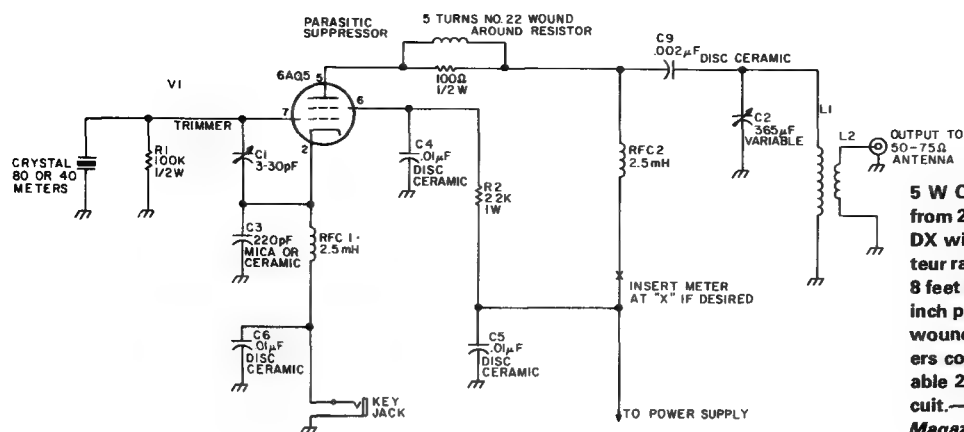 PARASITIC
SUPPRESSOR
5 TURNS NO.22 WOUND
AROUND RESISTOR
C9
.002µF
DISC CERAMIC
6AQ5
5
100Ω
1/2 W
V1
7
6
2
TRIMMER
C1
3-30pF
R1
100K
1/2W
CRYSTAL
80 OR 40
METERS
C4
.01µF
DISC
CERAMIC
R2
2.2K
1W
RFC2
2.5mH
C2
365µF
VARIABLE
L1
L2
OUTPUT TO
50-75Ω
ANTENNA
C3
220pF
MICA OR
CERAMIC
RFC1
2.5mH
INSERT METER
AT "X" IF DESIRED
X
C6
.01µF
DISC
CERAMIC
C5
.01µF
DISC
CERAMIC
KEY
JACK
TO POWER SUPPLY
5 W C
from 2
DX wi
teur ra
8 feet
inch p
wound
ers co
able 2
cuit.—
Magaz